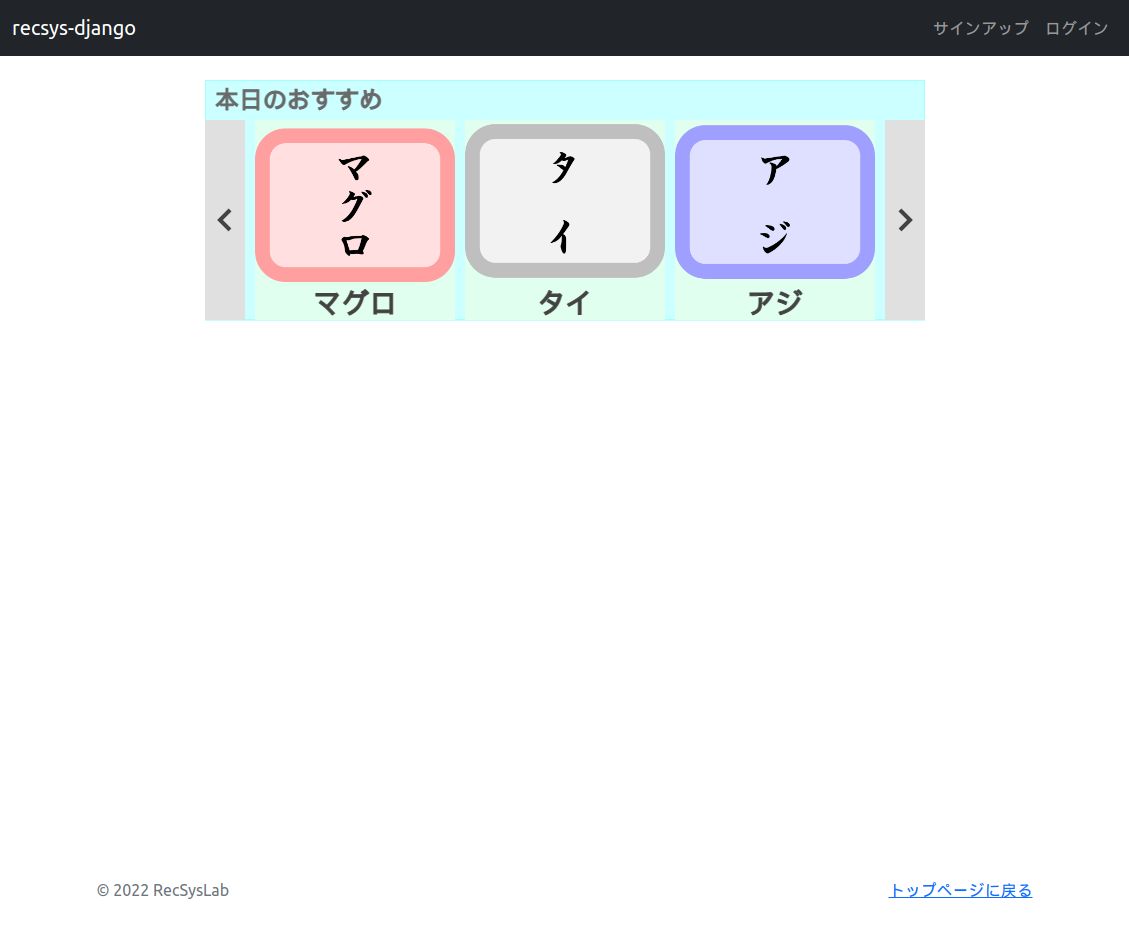 recsys-django サインアップ ログイン
本日のおすすめ
マグロ タイ アジ
マグロ タイ アジ
© 2022 RecSysLab トップページに戻る